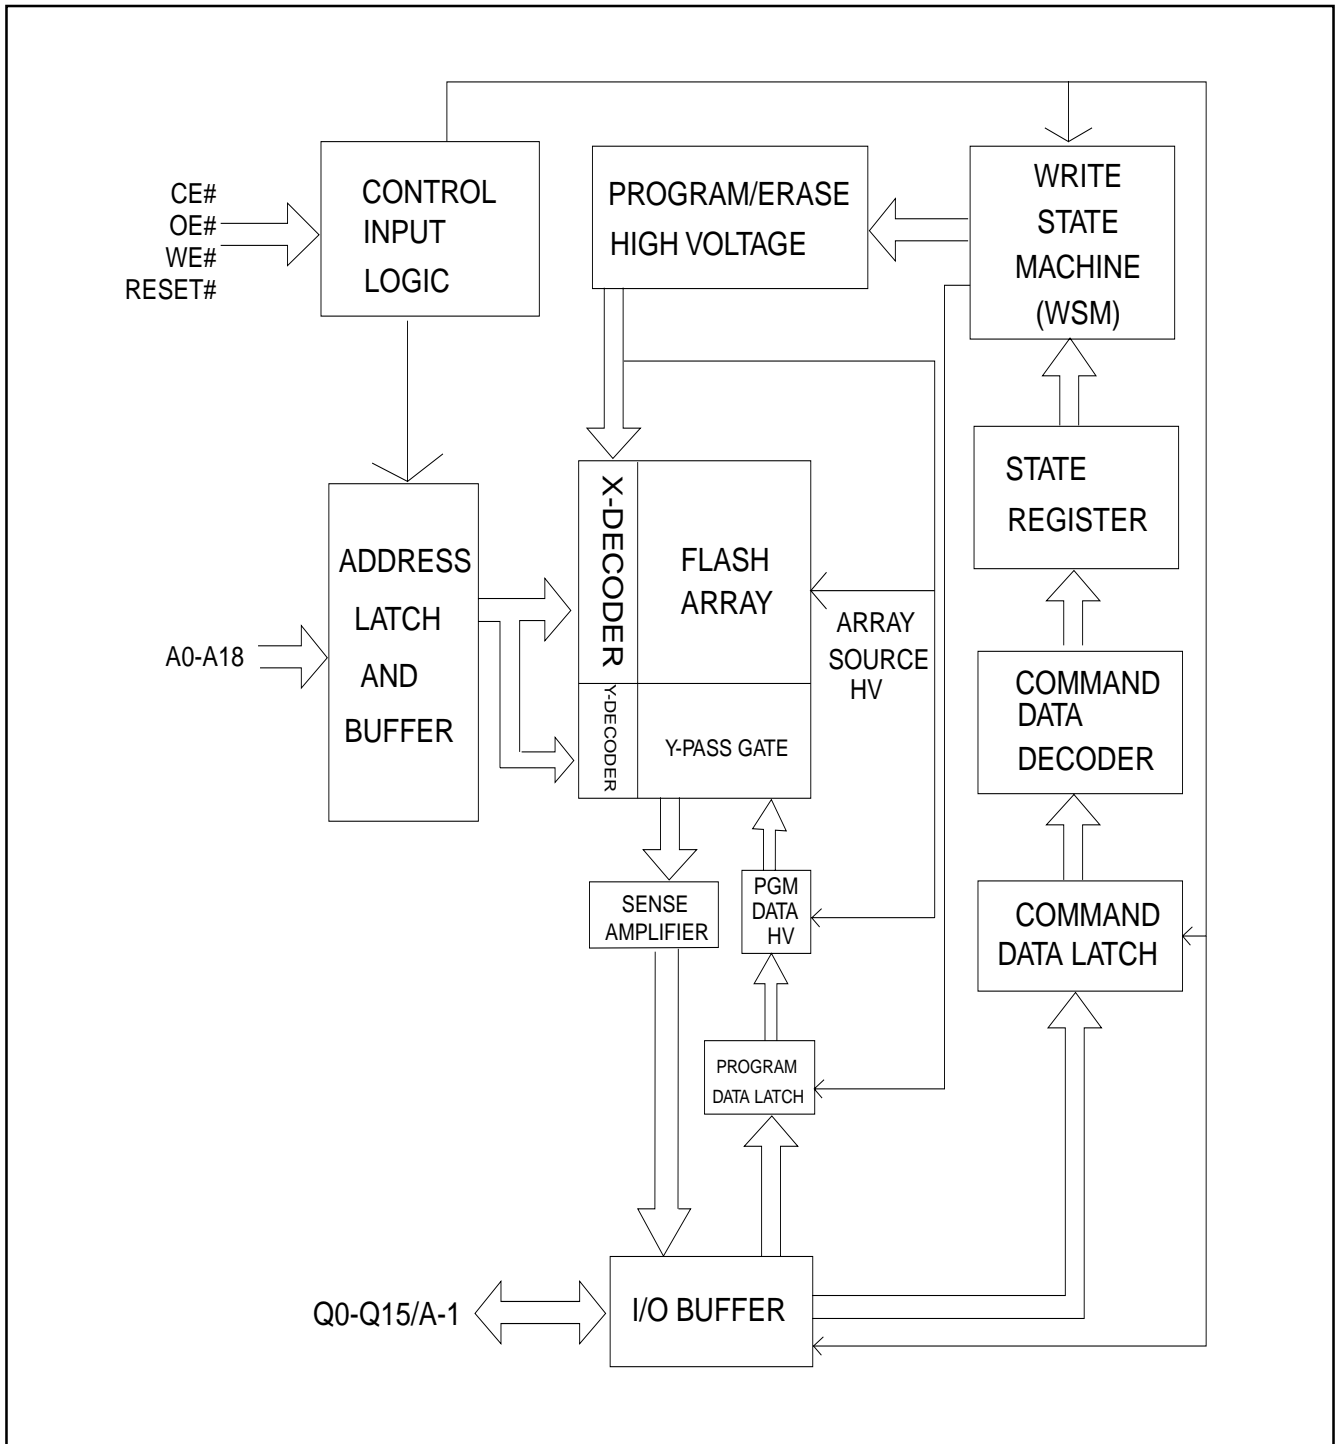 CE#
OE#
WE#
RESET#
CONTROL
INPUT
LOGIC
PROGRAM/ERASE
HIGH VOLTAGE
WRITE
STATE
MACHINE
(WSM)
STATE
REGISTER
X-DECODER
FLASH
ARRAY
ADDRESS
LATCH
AND
BUFFER
A0-A18
ARRAY
SOURCE
HV
Y-DECODER
Y-PASS GATE
COMMAND
DATA
DECODER
SENSE
AMPLIFIER
PGM
DATA
HV
COMMAND
DATA LATCH
PROGRAM
DATA LATCH
Q0-Q15/A-1
I/O BUFFER